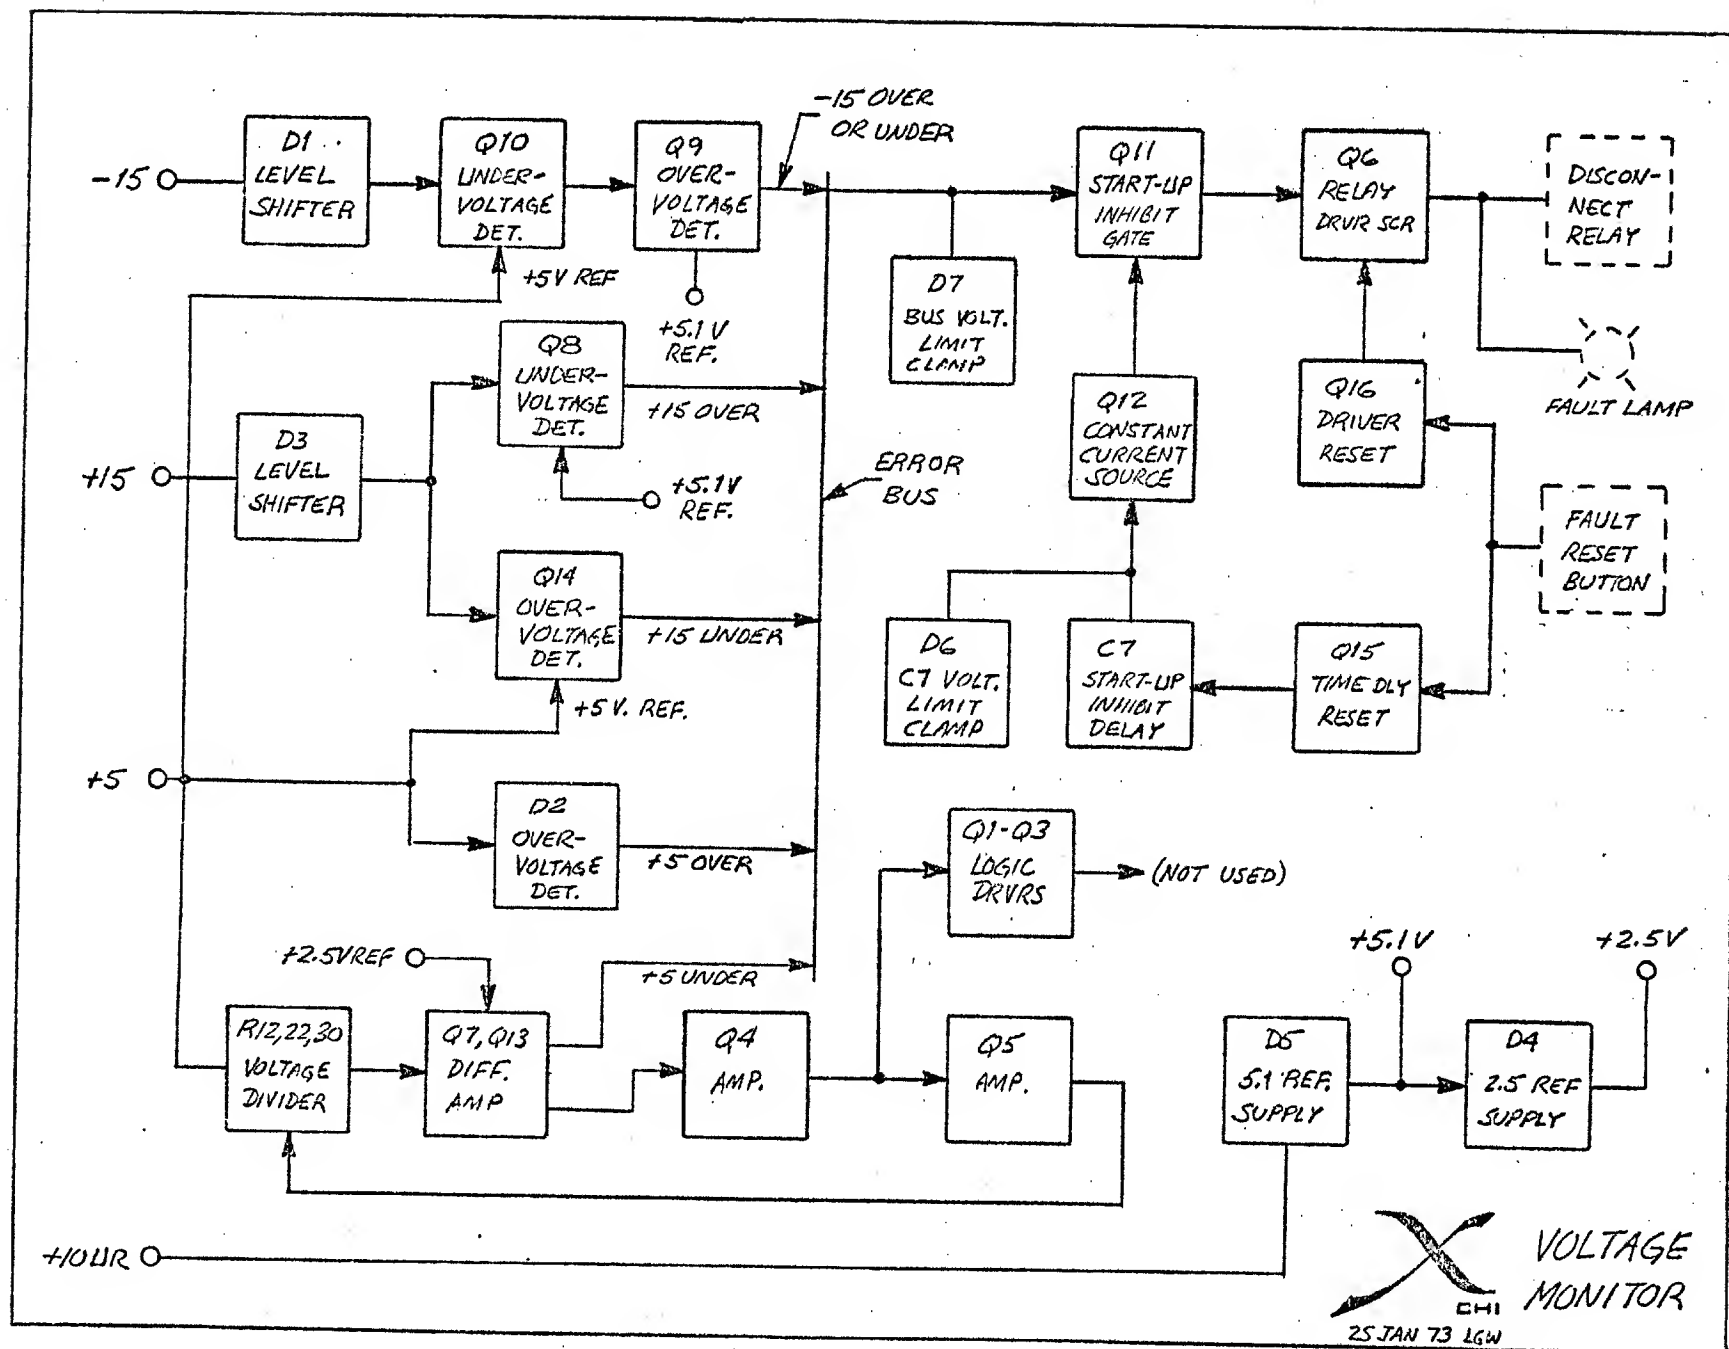 -15
D1
LEVEL
SHIFTER
Q10
UNDER-
VOLTAGE
DET.
+5V REF
Q9
OVER-
VOLTAGE
DET.
+5.1V
REF.
-15 OVER
OR UNDER
D7
BUS VOLT.
LIMIT
CLAMP
Q11
START-UP
INHIBIT
GATE
Q6
RELAY
DRVR SCR
DISCON-
NECT
RELAY
FAULT LAMP
+15
D3
LEVEL
SHIFTER
Q8
UNDER-
VOLTAGE
DET.
+15 OVER
+5.1V
REF.
ERROR
BUS
Q12
CONSTANT
CURRENT
SOURCE
Q16
DRIVER
RESET
FAULT
RESET
BUTTON
Q14
OVER-
VOLTAGE
DET.
+15 UNDER
+5V. REF.
D6
C7 VOLT.
LIMIT
CLAMP
C7
START-UP
INHIBIT
DELAY
Q15
TIME DLY
RESET
+5
D2
OVER-
VOLTAGE
DET.
+5 OVER
Q1-Q3
LOGIC
DRVRS
(NOT USED)
+2.5VREF
+5 UNDER
R12,22,30
VOLTAGE
DIVIDER
Q7,Q13
DIFF.
AMP
Q4
AMP.
Q5
AMP.
+5.1V
+2.5V
D5
5.1 REF.
SUPPLY
D4
2.5 REF
SUPPLY
+10UR
CHI
25 JAN 73 LGW
VOLTAGE
MONITOR